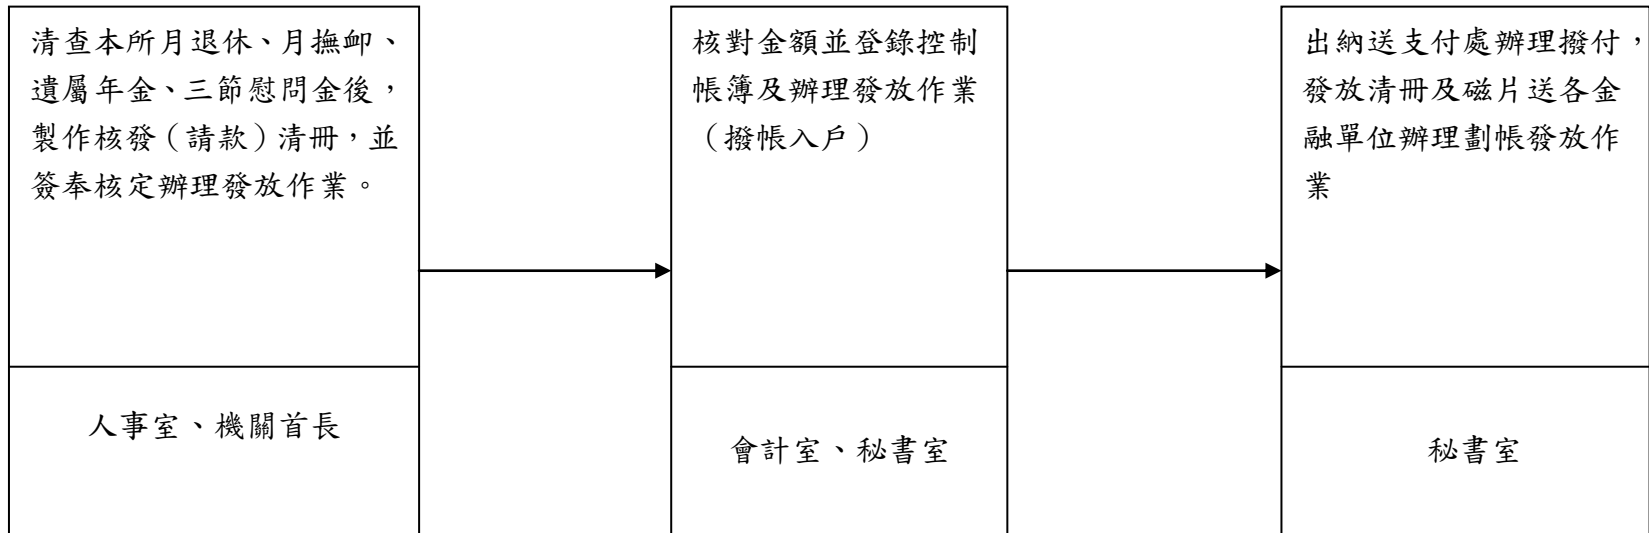 清查本所月退休、月撫卹、
遺屬年金、三節慰問金後，
製作核發（請款）清冊，並
簽奉核定辦理發放作業。
人事室、機關首長
核對金額並登錄控制
帳簿及辦理發放作業
（撥帳入戶）
會計室、秘書室
出納送支付處辦理撥付，
發放清冊及磁片送各金
融單位辦理劃帳發放作
業
秘書室